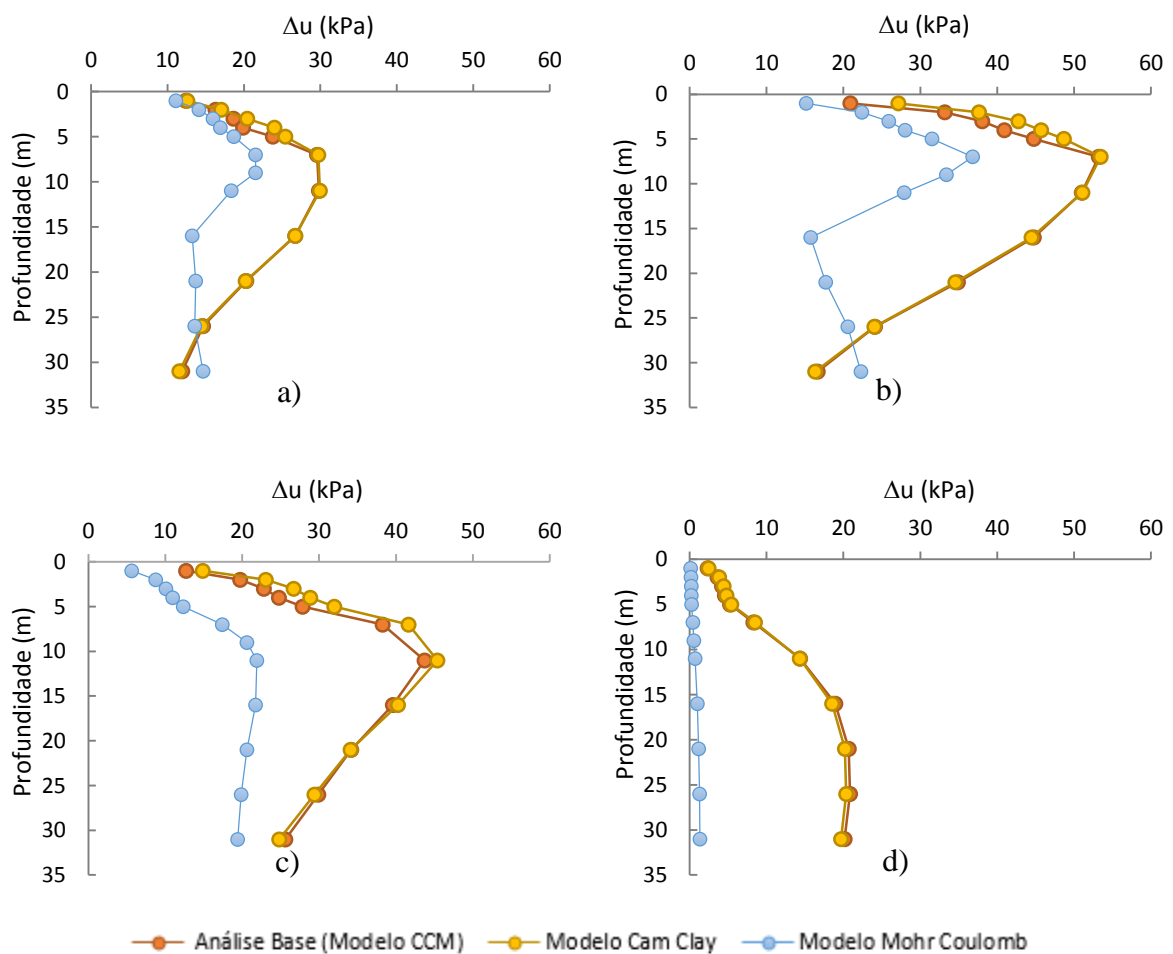 Δu (kPa)
0 10 20 30 40 50 60
0
5
10
15
20
25
30
35
Profundidade (m)
a)
Δu (kPa)
0 10 20 30 40 50 60
0
5
10
15
20
25
30
35
Profundidade (m)
b)
Δu (kPa)
0 10 20 30 40 50 60
0
5
10
15
20
25
30
35
Profundidade (m)
c)
Δu (kPa)
0 10 20 30 40 50 60
0
5
10
15
20
25
30
35
Profundidade (m)
d)
Análise Base (Modelo CCM) Modelo Cam Clay Modelo Mohr Coulomb